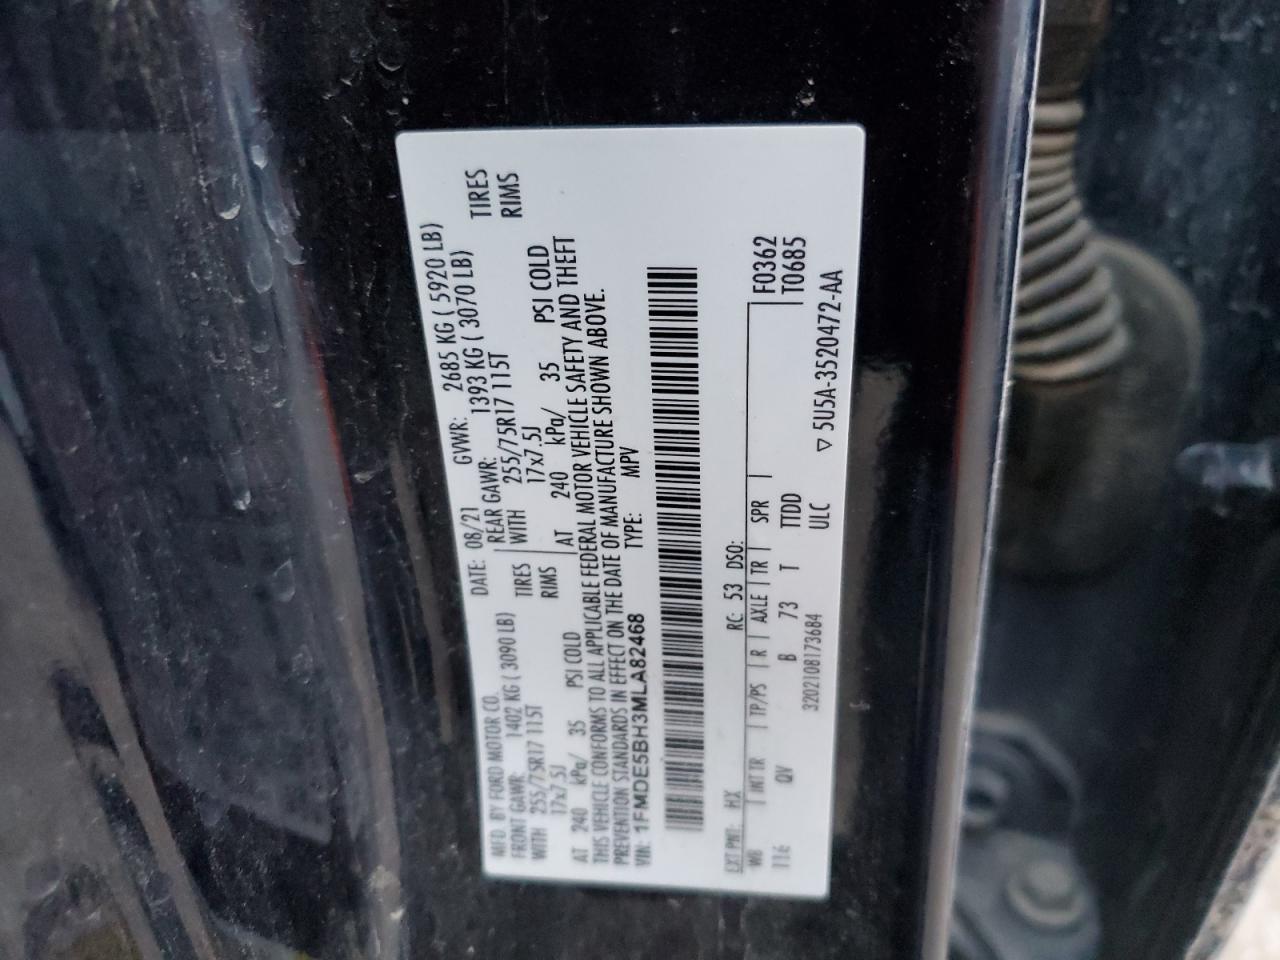 MFD. BY FORD MOTOR CO. DATE: 08/21 GVWR: 2685 KG ( 5920 LB)
FRONT GAWR: 1402 KG ( 3090 LB) REAR GAWR: 1393 KG ( 3070 LB)
WITH 255/75R17 115T TIRES WITH 255/75R17 115T TIRES
17x7.5J RIMS 17x7.5J RIMS
AT 240 kPa/ 35 PSI COLD AT 240 kPa/ 35 PSI COLD
THIS VEHICLE CONFORMS TO ALL APPLICABLE FEDERAL MOTOR VEHICLE SAFETY AND THEFT
PREVENTION STANDARDS IN EFFECT ON THE DATE OF MANUFACTURE SHOWN ABOVE.
VIN: 1FMDE5BH3MLA82468 TYPE: MPV
EXT PNT: HX RC: 53 DSO:
WB INT TR TP/PS R AXLE TR SPR F0362
116 QV B 73 T TTDD T0685
3202108173684 ULC ▽ 5U5A-3520472-AA